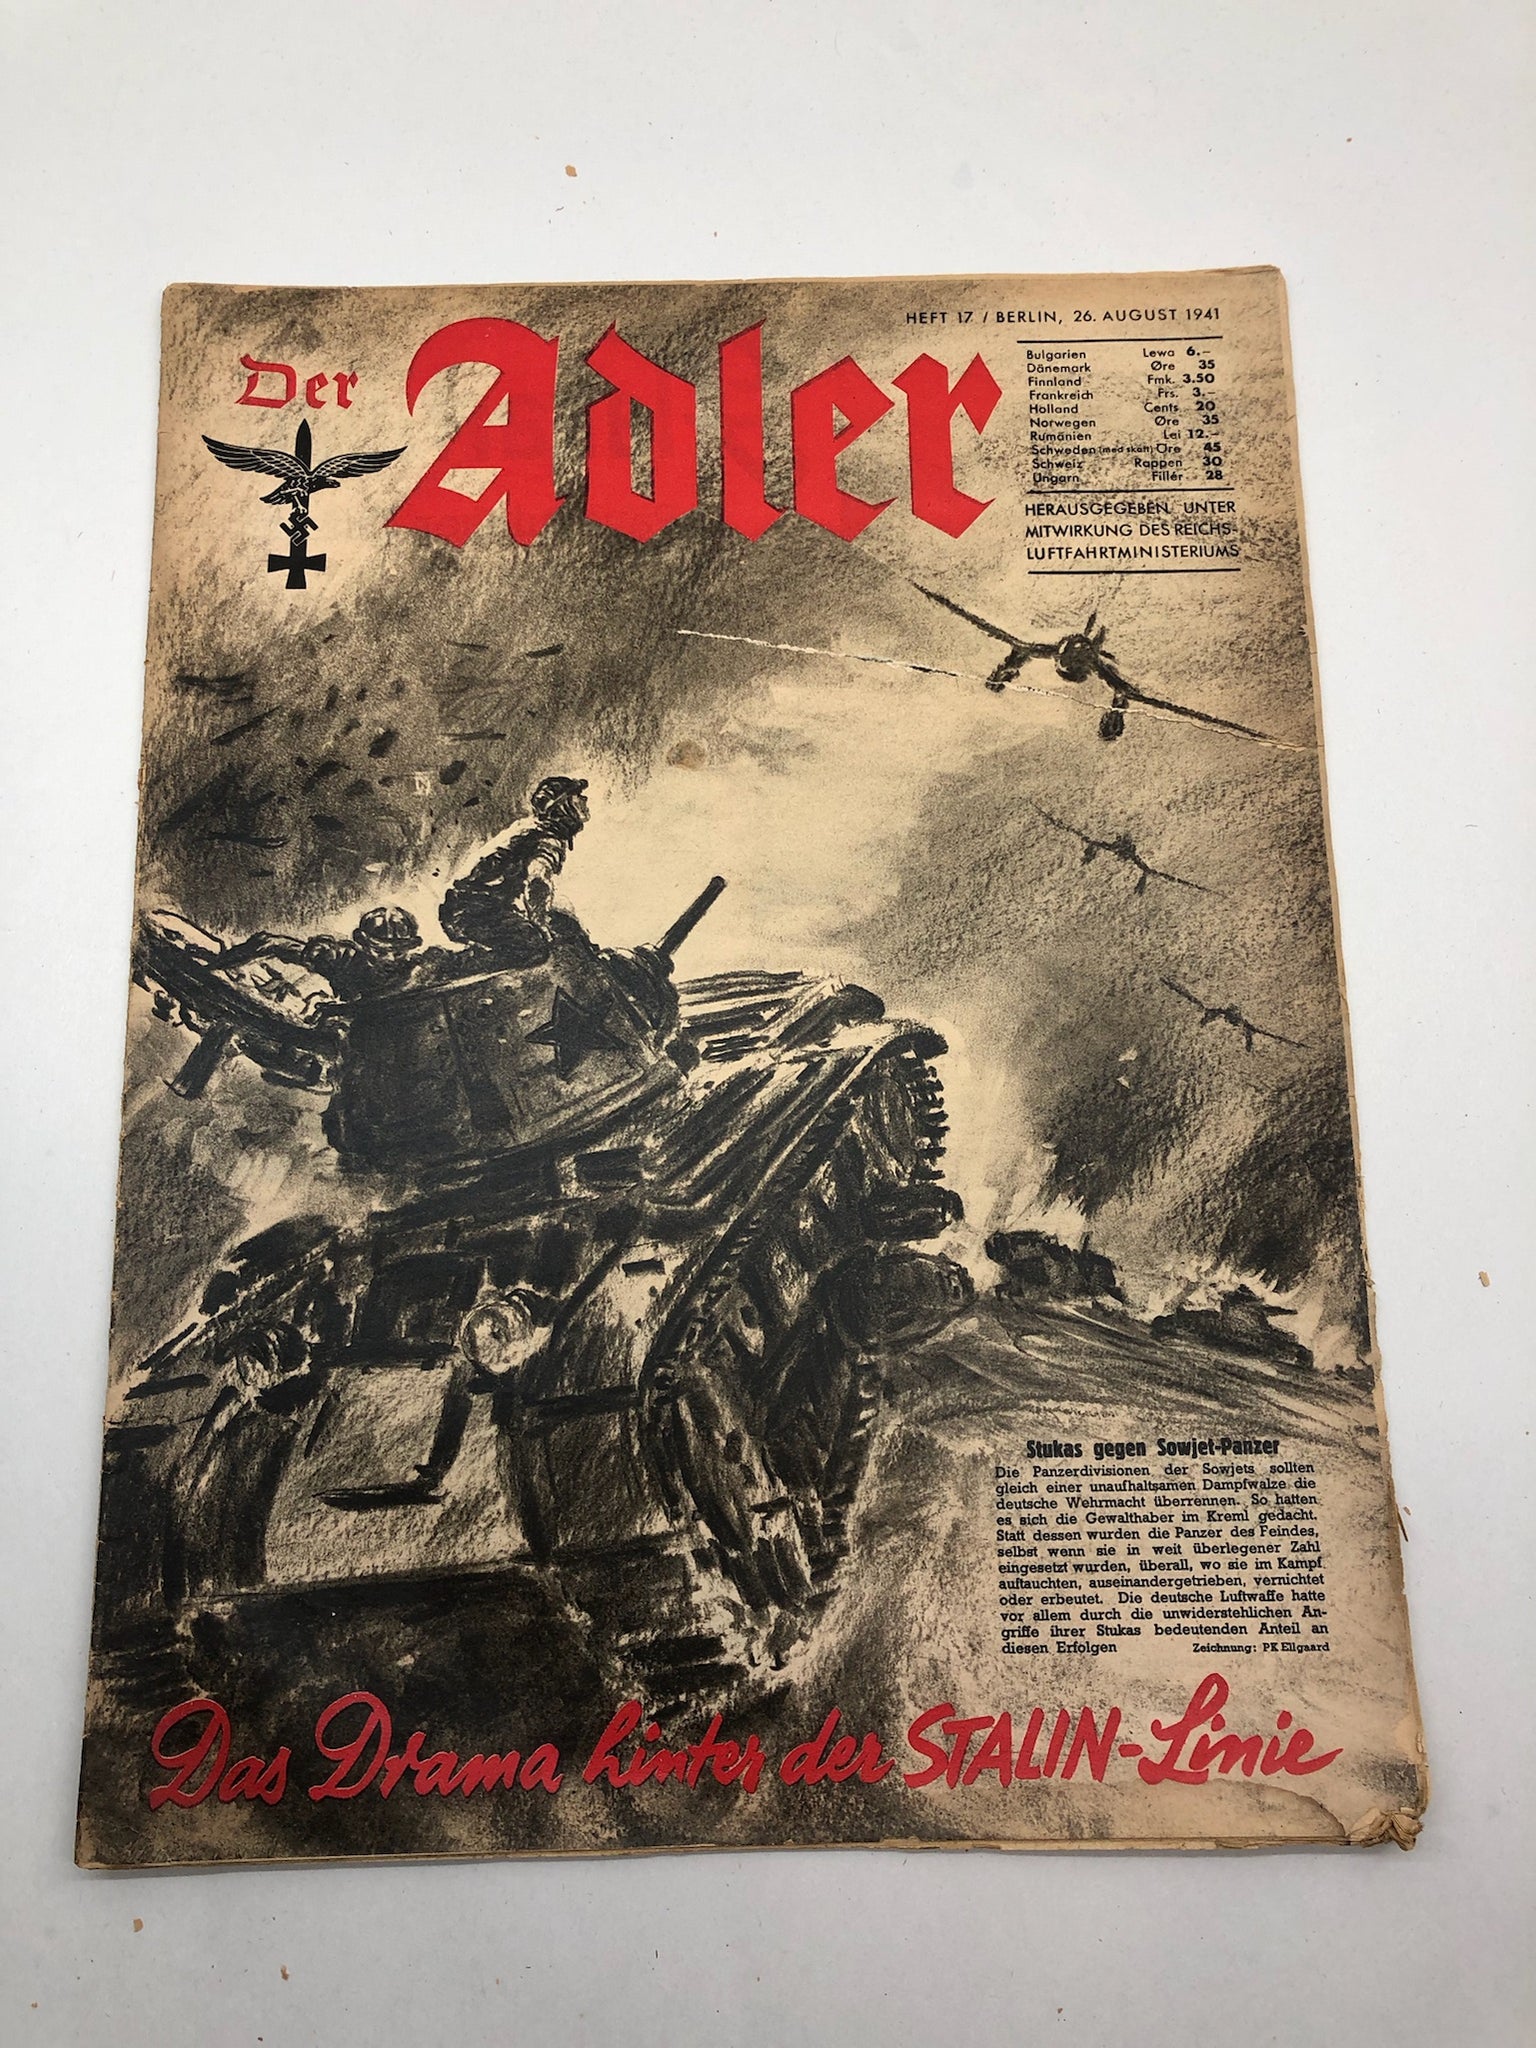 HEFT 17 / BERLIN, 26. AUGUST 1941
Der Adler
Bulgarien Lewa 6.-
Dänemark Øre 35
Finnland Fmk. 3.50
Frankreich Frs. 3.-
Holland Cents 20
Norwegen Øre 35
Rumänien Lei 12.-
Schweden (med skatt) Öre 45
Schweiz Rappen 30
Ungarn Fillér 28
HERAUSGEGEBEN UNTER
MITWIRKUNG DES REICHS-
LUFTFAHRTMINISTERIUMS
Stukas gegen Sowjet-Panzer
Die Panzerdivisionen der Sowjets sollten
gleich einer unaufhaltsamen Dampfwalze die
deutsche Wehrmacht überrennen. So hatten
es sich die Gewalthaber im Kreml gedacht.
Statt dessen wurden die Panzer des Feindes,
selbst wenn sie in weit überlegener Zahl
eingesetzt wurden, überall, wo sie im Kampf
auftauchten, auseinandergetrieben, vernichtet
oder erbeutet. Die deutsche Luftwaffe hatte
vor allem durch die unwiderstehlichen An-
griffe ihrer Stukas bedeutenden Anteil an
diesen Erfolgen Zeichnung: PK Ellgaard
Das Drama hinter der STALIN-Linie